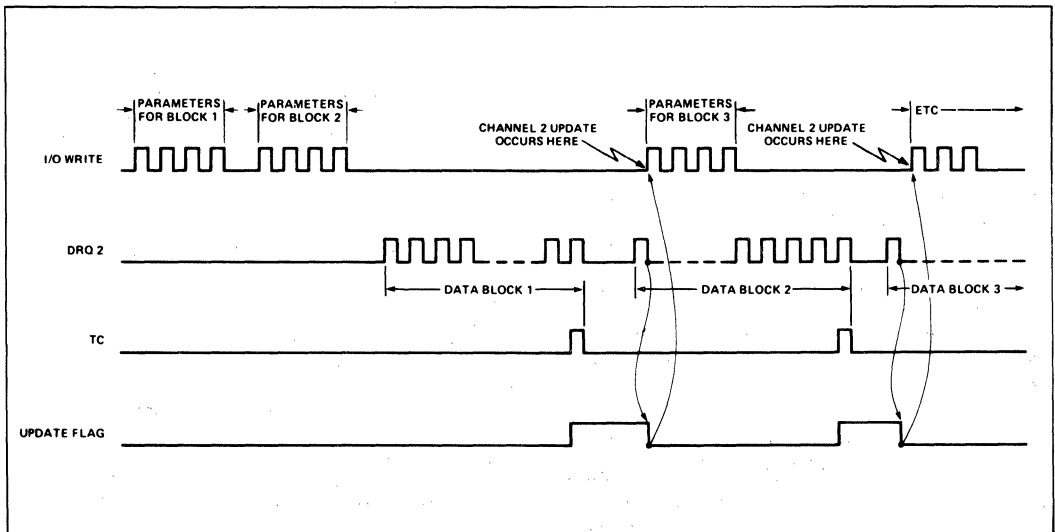 PARAMETERS
FOR BLOCK 1
PARAMETERS
FOR BLOCK 2
PARAMETERS
FOR BLOCK 3
ETC
CHANNEL 2 UPDATE
OCCURS HERE
CHANNEL 2 UPDATE
OCCURS HERE
I/O WRITE
DRQ 2
DATA BLOCK 1
DATA BLOCK 2
DATA BLOCK 3
TC
UPDATE FLAG